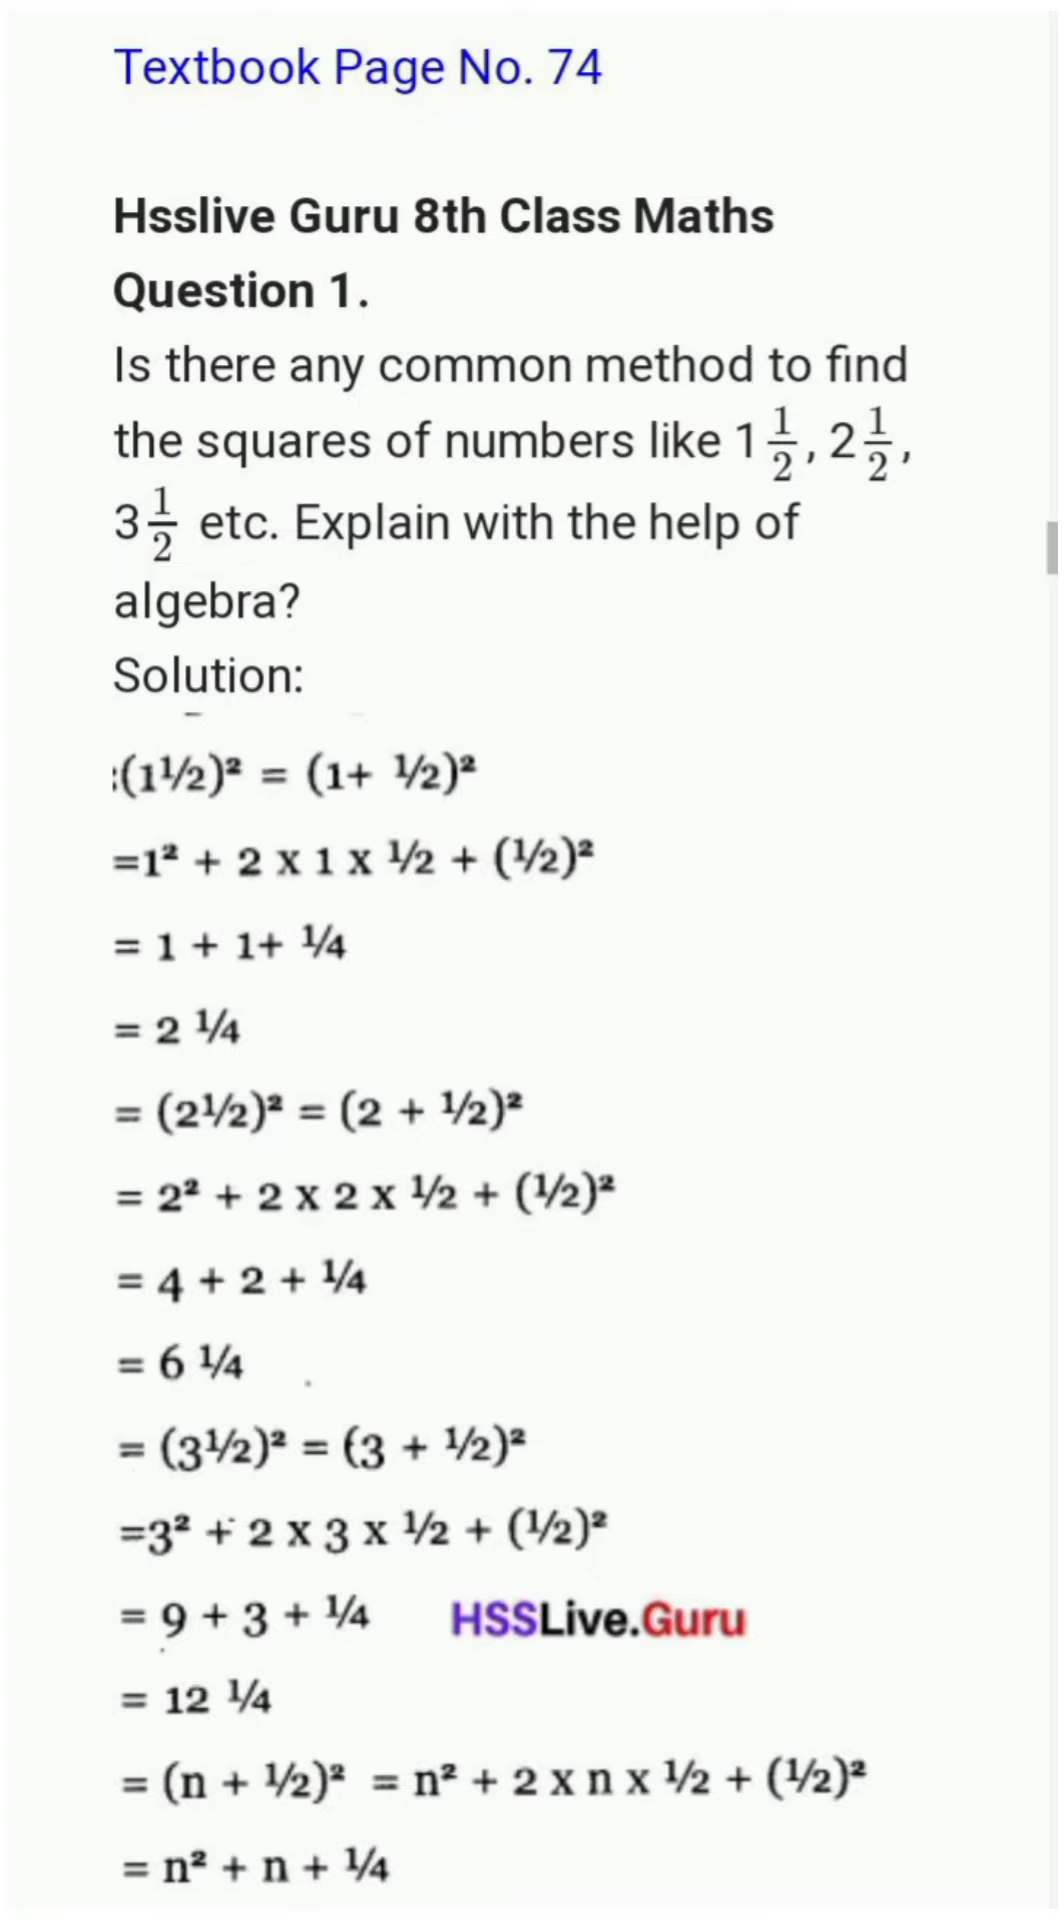 Textbook Page No. 74
Hsslive Guru 8th Class Maths
Question 1.
Is there any common method to find
the squares of numbers like 1 1/2, 2 1/2,
3 1/2 etc. Explain with the help of
algebra?
Solution:
:(1½)² = (1+ ½)²
=1² + 2 x 1 x ½ + (½)²
= 1 + 1+ ¼
= 2 ¼
= (2½)² = (2 + ½)²
= 2² + 2 x 2 x ½ + (½)²
= 4 + 2 + ¼
= 6 ¼
= (3½)² = (3 + ½)²
=3² + 2 x 3 x ½ + (½)²
= 9 + 3 + ¼ HSSLive.Guru
= 12 ¼
= (n + ½)² = n² + 2 x n x ½ + (½)²
= n² + n + ¼